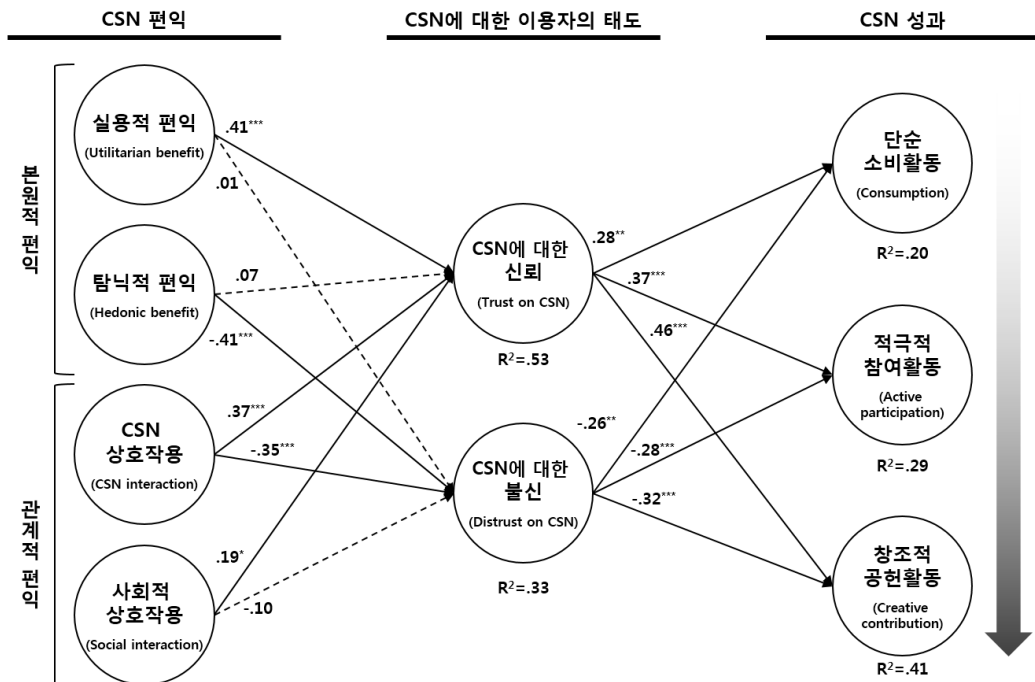 CSN 편익
CSN에 대한 이용자의 태도
CSN 성과
본원적 편익
관계적 편익
실용적 편익
(Utilitarian benefit)
탐닉적 편익
(Hedonic benefit)
CSN
상호작용
(CSN interaction)
사회적
상호작용
(Social interaction)
.41***
.01
.07
-.41***
.37***
-.35***
.19*
-.10
CSN에 대한
신뢰
(Trust on CSN)
R²=.53
CSN에 대한
불신
(Distrust on CSN)
R²=.33
.28**
.37***
.46***
-.26**
-.28***
-.32***
단순
소비활동
(Consumption)
R²=.20
적극적
참여활동
(Active
participation)
R²=.29
창조적
공헌활동
(Creative
contribution)
R²=.41